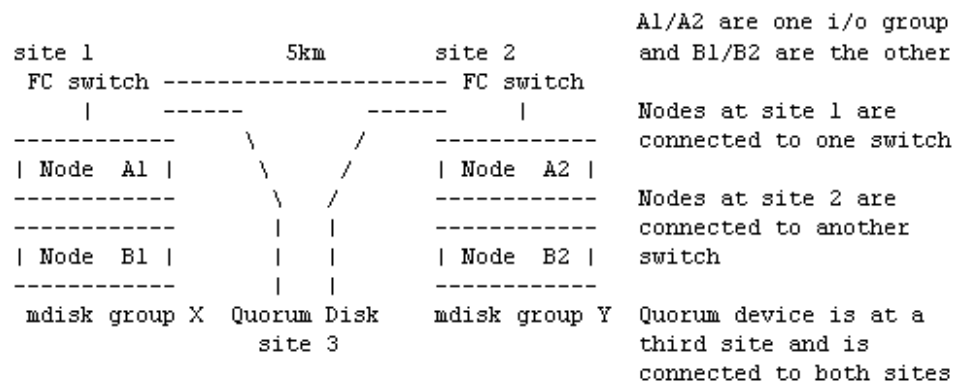 A1/A2 are one i/o group
and B1/B2 are the other
site 1 5km site 2
FC switch --------------------- FC switch
| ------ ------ |
------------- \ / -------------
| Node A1 | \ / | Node A2 |
------------- \ / -------------
------------- | | -------------
| Node B1 | | | | Node B2 |
------------- | | -------------
mdisk group X Quorum Disk mdisk group Y
site 3
Nodes at site 1 are
connected to one switch
Nodes at site 2 are
connected to another
switch
Quorum device is at a
third site and is
connected to both sites